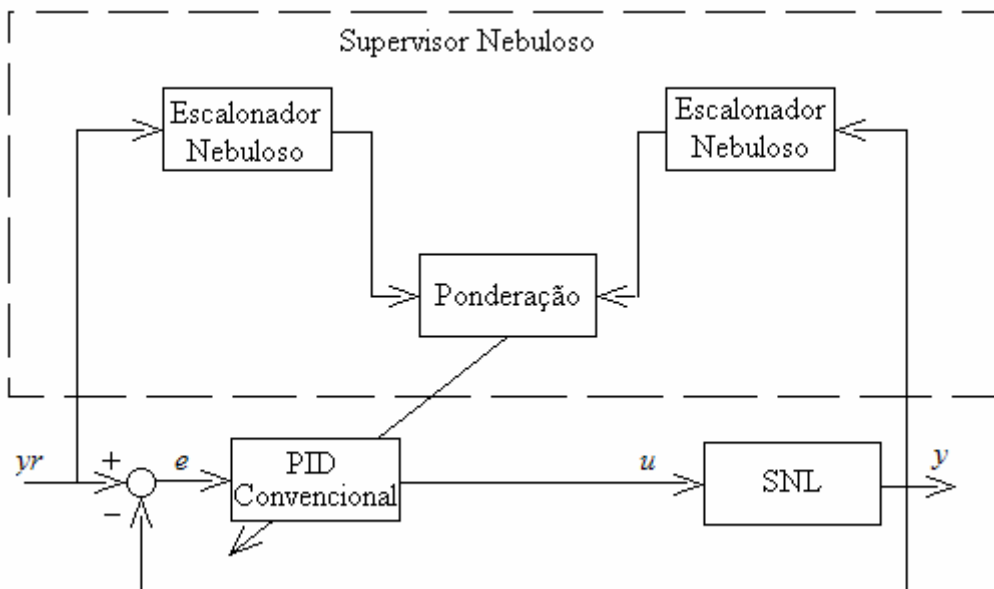 Supervisor Nebuloso
Escalonador
Nebuloso
Escalonador
Nebuloso
Ponderação
yr
+
−
e
PID
Convencional
u
SNL
y